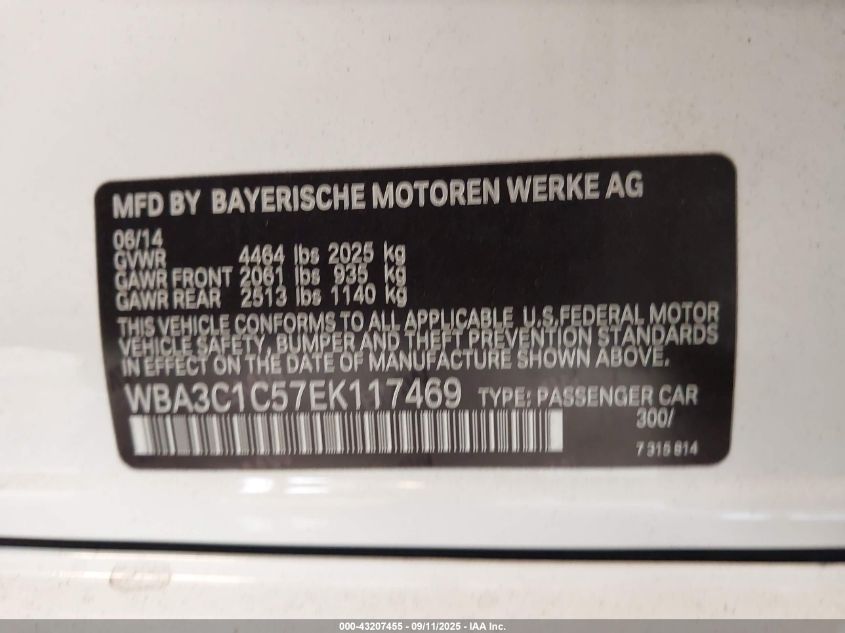 MFD BY BAYERISCHE MOTOREN WERKE AG
06/14
GVWR 4464 lbs 2025 kg
GAWR FRONT 2061 lbs 935 kg
GAWR REAR 2513 lbs 1140 kg
THIS VEHICLE CONFORMS TO ALL APPLICABLE U.S.FEDERAL MOTOR
VEHICLE SAFETY, BUMPER AND THEFT PREVENTION STANDARDS
IN EFFECT ON THE DATE OF MANUFACTURE SHOWN ABOVE.
WBA3C1C57EK117469 TYPE: PASSENGER CAR
300/
7 315 814
000-43207455 - 09/11/2025 - IAA Inc.